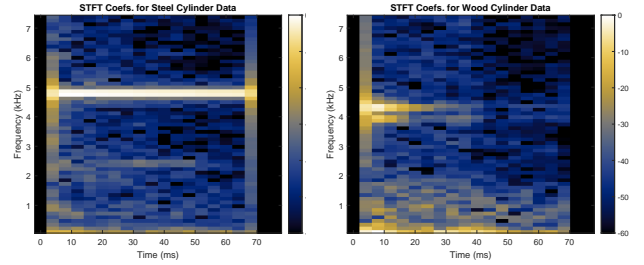 STFT Coefs. for Steel Cylinder Data
7
6
5
4
3
2
1
Frequency (kHz)
0 10 20 30 40 50 60 70
Time (ms)
STFT Coefs. for Wood Cylinder Data
7
6
5
4
3
2
1
Frequency (kHz)
0 10 20 30 40 50 60 70
Time (ms)
0
-10
-20
-30
-40
-50
-60